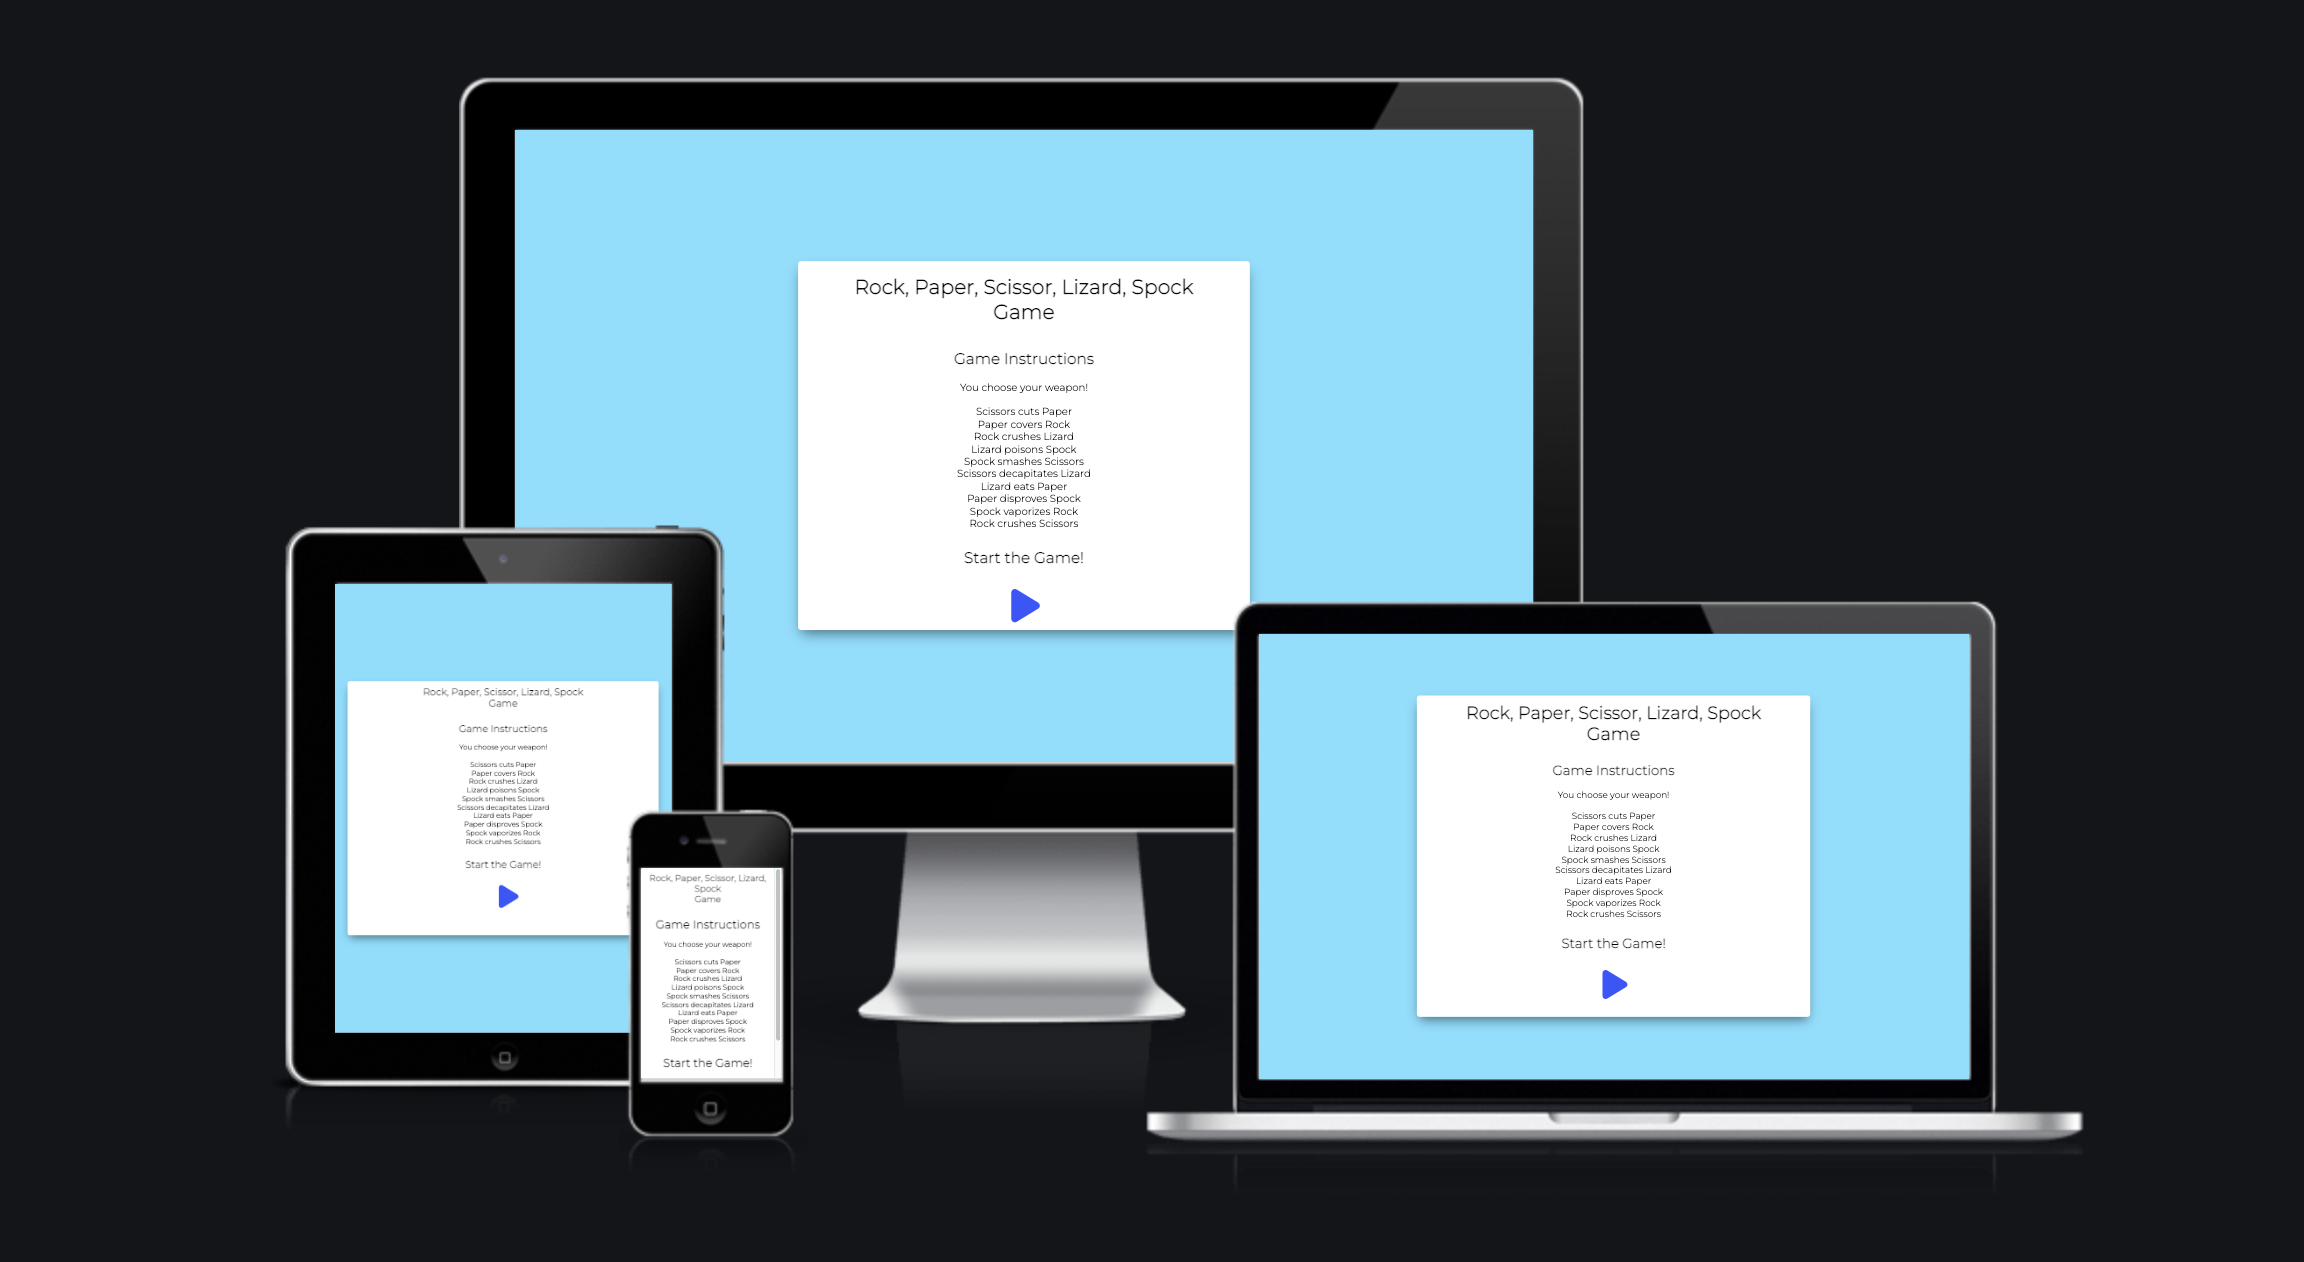 Rock, Paper, Scissor, Lizard, Spock
Game
Game Instructions
You choose your weapon!
Scissors cuts Paper
Paper covers Rock
Rock crushes Lizard
Lizard poisons Spock
Spock smashes Scissors
Scissors decapitates Lizard
Lizard eats Paper
Paper disproves Spock
Spock vaporizes Rock
Rock crushes Scissors
Start the Game!
Rock, Paper, Scissor, Lizard, Spock
Game
Game Instructions
You choose your weapon!
Scissors cuts Paper
Paper covers Rock
Rock crushes Lizard
Lizard poisons Spock
Spock smashes Scissors
Scissors decapitates Lizard
Lizard eats Paper
Paper disproves Spock
Spock vaporizes Rock
Rock crushes Scissors
Start the Game!
Rock, Paper, Scissor, Lizard,
Spock
Game
Game Instructions
You choose your weapon!
Scissors cuts Paper
Paper covers Rock
Rock crushes Lizard
Lizard poisons Spock
Spock smashes Scissors
Scissors decapitates Lizard
Lizard eats Paper
Paper disproves Spock
Spock vaporizes Rock
Rock crushes Scissors
Start the Game!
Rock, Paper, Scissor, Lizard, Spock
Game
Game Instructions
You choose your weapon!
Scissors cuts Paper
Paper covers Rock
Rock crushes Lizard
Lizard poisons Spock
Spock smashes Scissors
Scissors decapitates Lizard
Lizard eats Paper
Paper disproves Spock
Spock vaporizes Rock
Rock crushes Scissors
Start the Game!